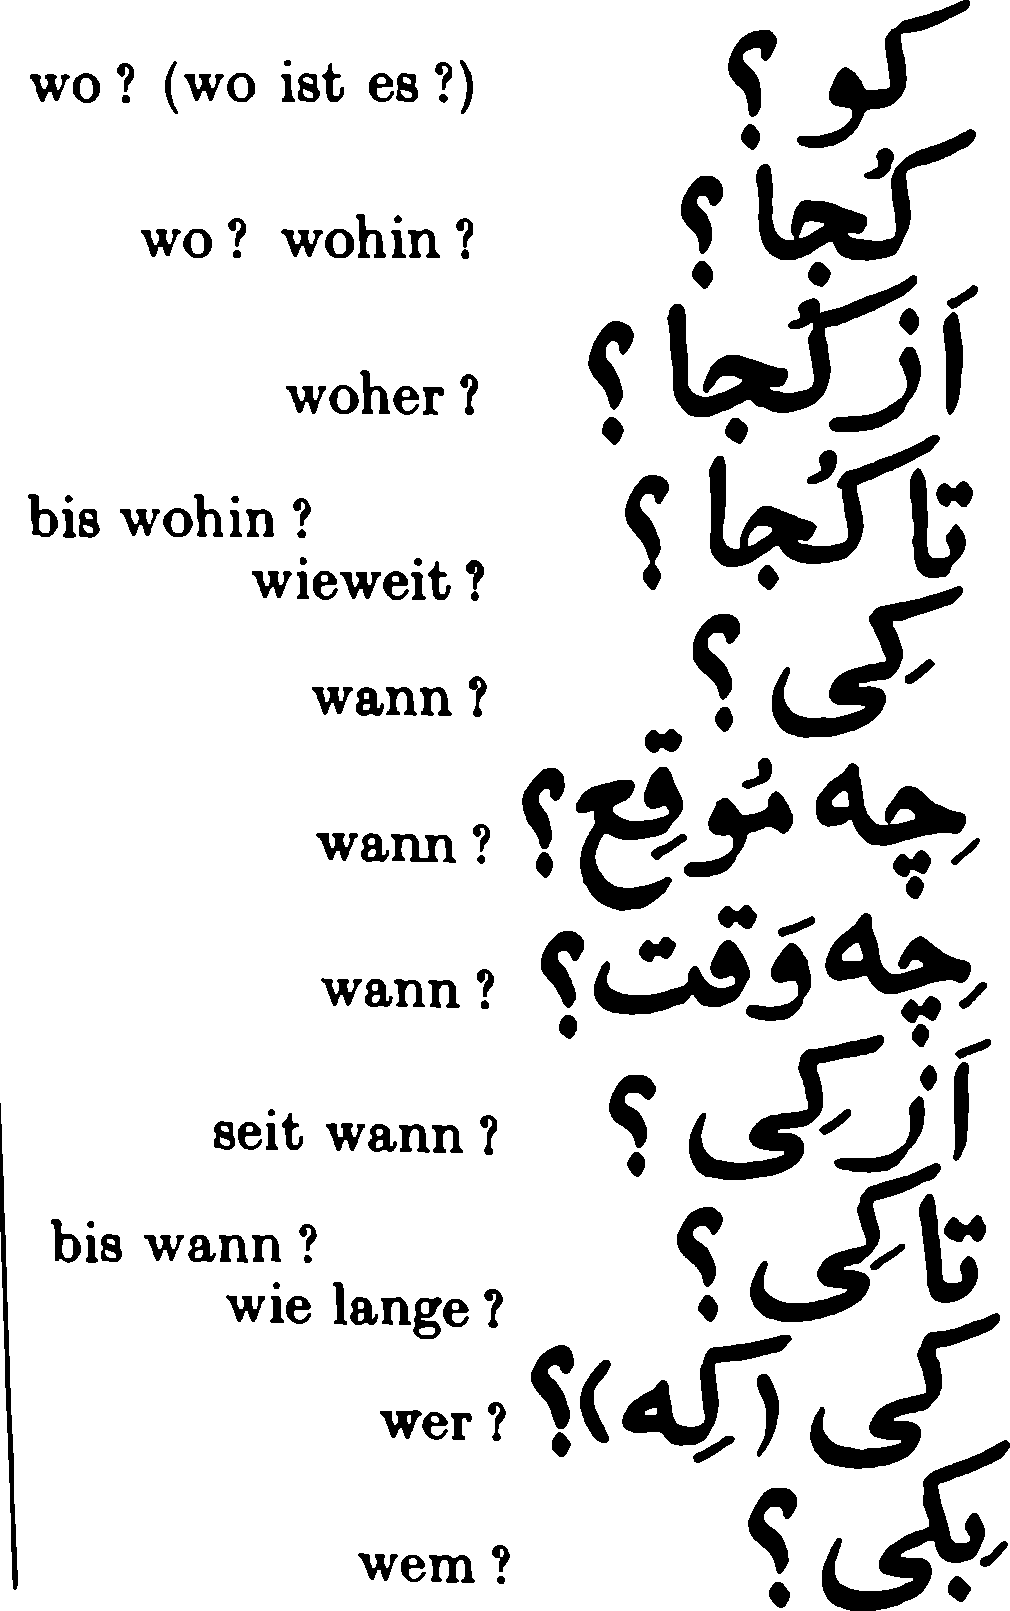 wo ? (wo ist es ?) کو ؟
wo ? wohin ? کُجا ؟
woher ? اَز کُجا ؟
bis wohin ?
wieweit ? تا کُجا ؟
wann ? کِی ؟
wann ? چِه مُوقِع ؟
wann ? چِه وَقت ؟
seit wann ? اَز کِی ؟
bis wann ?
wie lange ? تا کِی ؟
wer ? کی (کِه) ؟
wem ? بِکی ؟